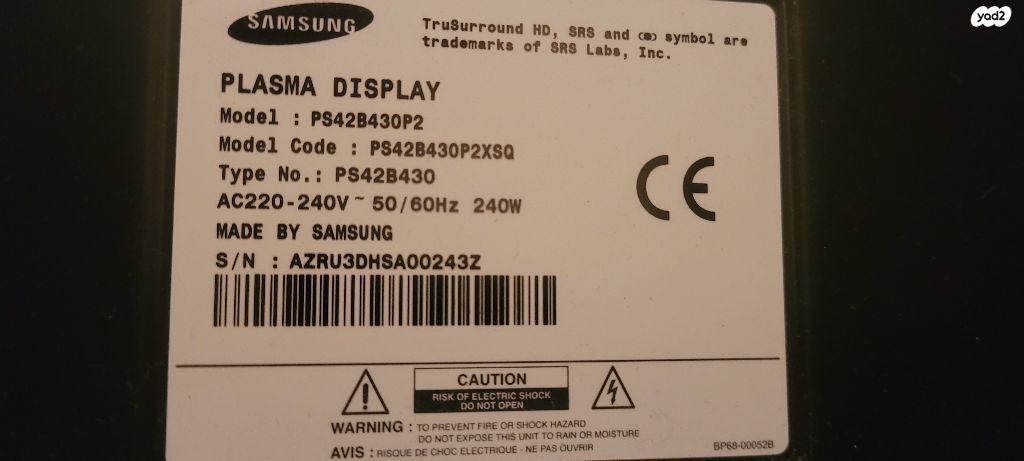 yad2
SAMSUNG
TruSurround HD, SRS and (●) symbol are
trademarks of SRS Labs, Inc.
PLASMA DISPLAY
Model : PS42B430P2
Model Code : PS42B430P2XSQ
Type No.: PS42B430
AC220-240V~ 50/60Hz 240W
MADE BY SAMSUNG
S/N : AZRU3DHSA00243Z
CE
CAUTION
RISK OF ELECTRIC SHOCK
DO NOT OPEN
WARNING : TO PREVENT FIRE OR SHOCK HAZARD
DO NOT EXPOSE THIS UNIT TO RAIN OR MOISTURE
AVIS : RISQUE DE CHOC ELECTRIQUE - NE PAS OUVRIR
BP68-00052B